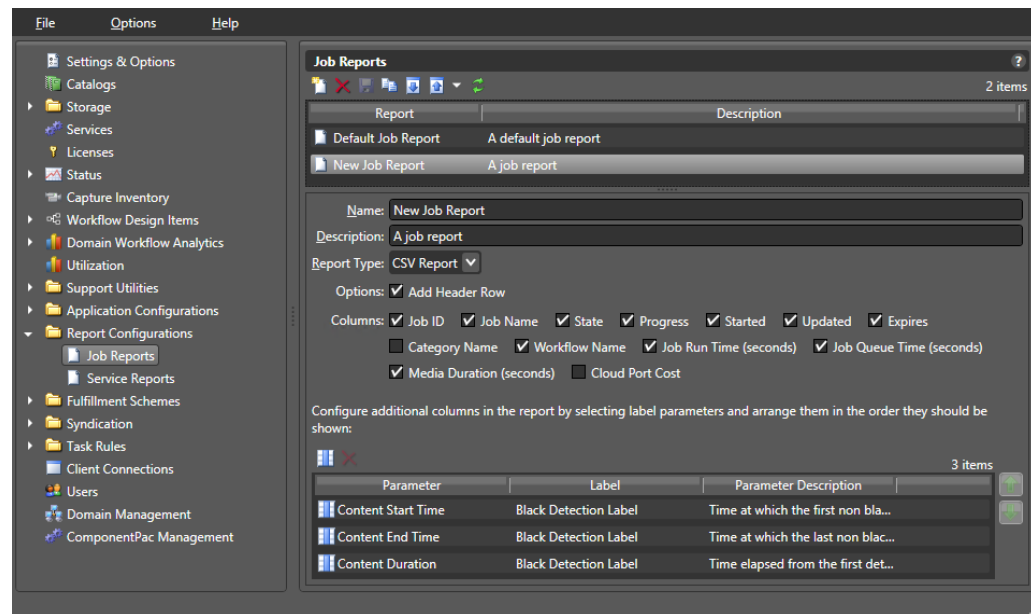 File Options Help
Settings & Options
Catalogs
Storage
Services
Licenses
Status
Capture Inventory
Workflow Design Items
Domain Workflow Analytics
Utilization
Support Utilities
Application Configurations
Report Configurations
Job Reports
Service Reports
Fulfillment Schemes
Syndication
Task Rules
Client Connections
Users
Domain Management
ComponentPac Management
Job Reports ?
2 items
Report Description
Default Job Report A default job report
New Job Report A job report
Name: New Job Report
Description: A job report
Report Type: CSV Report
Options: Add Header Row
Columns: Job ID Job Name State Progress Started Updated Expires
Category Name Workflow Name Job Run Time (seconds) Job Queue Time (seconds)
Media Duration (seconds) Cloud Port Cost
Configure additional columns in the report by selecting label parameters and arrange them in the order they should be
shown:
3 items
Parameter Label Parameter Description
Content Start Time Black Detection Label Time at which the first non bla...
Content End Time Black Detection Label Time at which the last non blac...
Content Duration Black Detection Label Time elapsed from the first det...